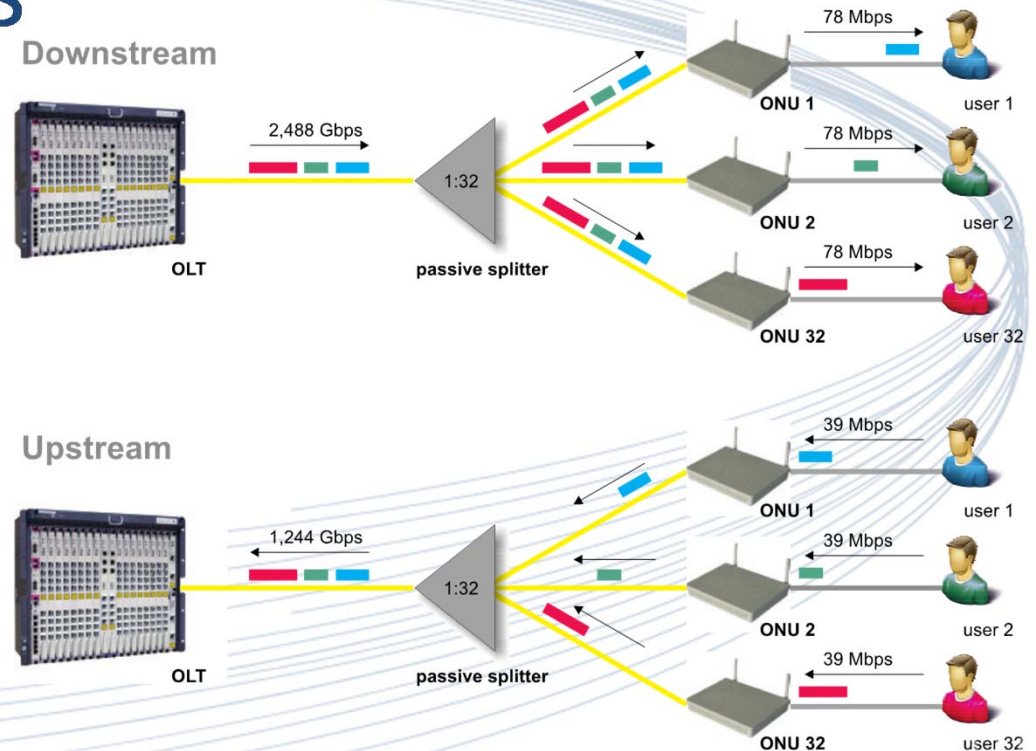 S
Downstream
2,488 Gbps
OLT
1:32
passive splitter
ONU 1
78 Mbps
user 1
ONU 2
78 Mbps
user 2
ONU 32
78 Mbps
user 32
Upstream
1,244 Gbps
OLT
1:32
passive splitter
ONU 1
39 Mbps
user 1
ONU 2
39 Mbps
user 2
ONU 32
39 Mbps
user 32